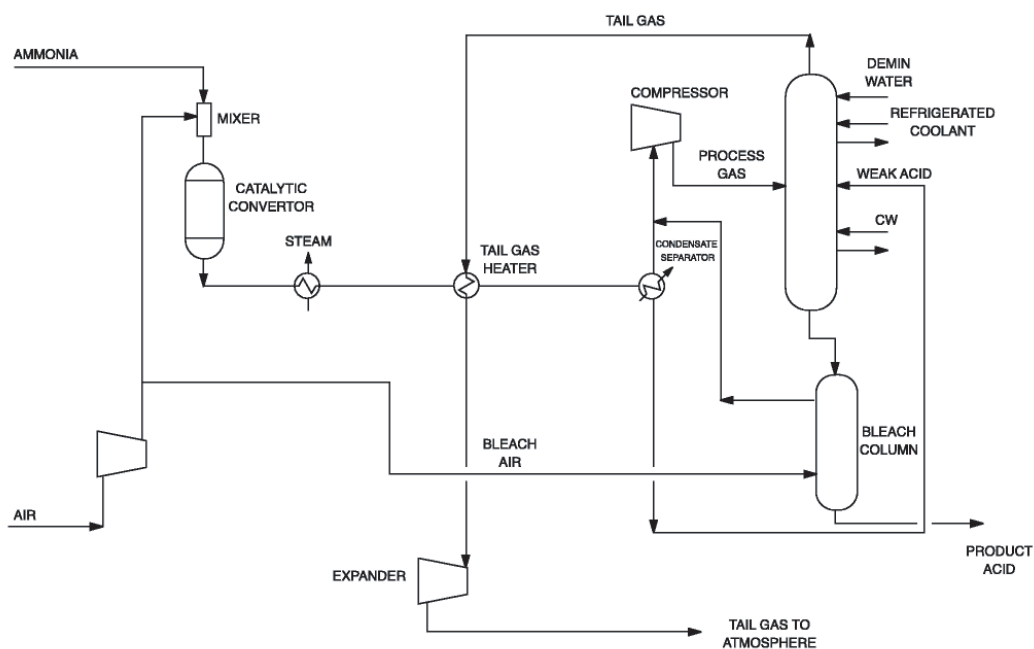 TAIL GAS
AMMONIA
MIXER
COMPRESSOR
DEMIN
WATER
REFRIGERATED
COOLANT
PROCESS
GAS
WEAK ACID
CATALYTIC
CONVERTOR
CW
STEAM
TAIL GAS
HEATER
CONDENSATE
SEPARATOR
BLEACH
COLUMN
BLEACH
AIR
AIR
PRODUCT
ACID
EXPANDER
TAIL GAS TO
ATMOSPHERE